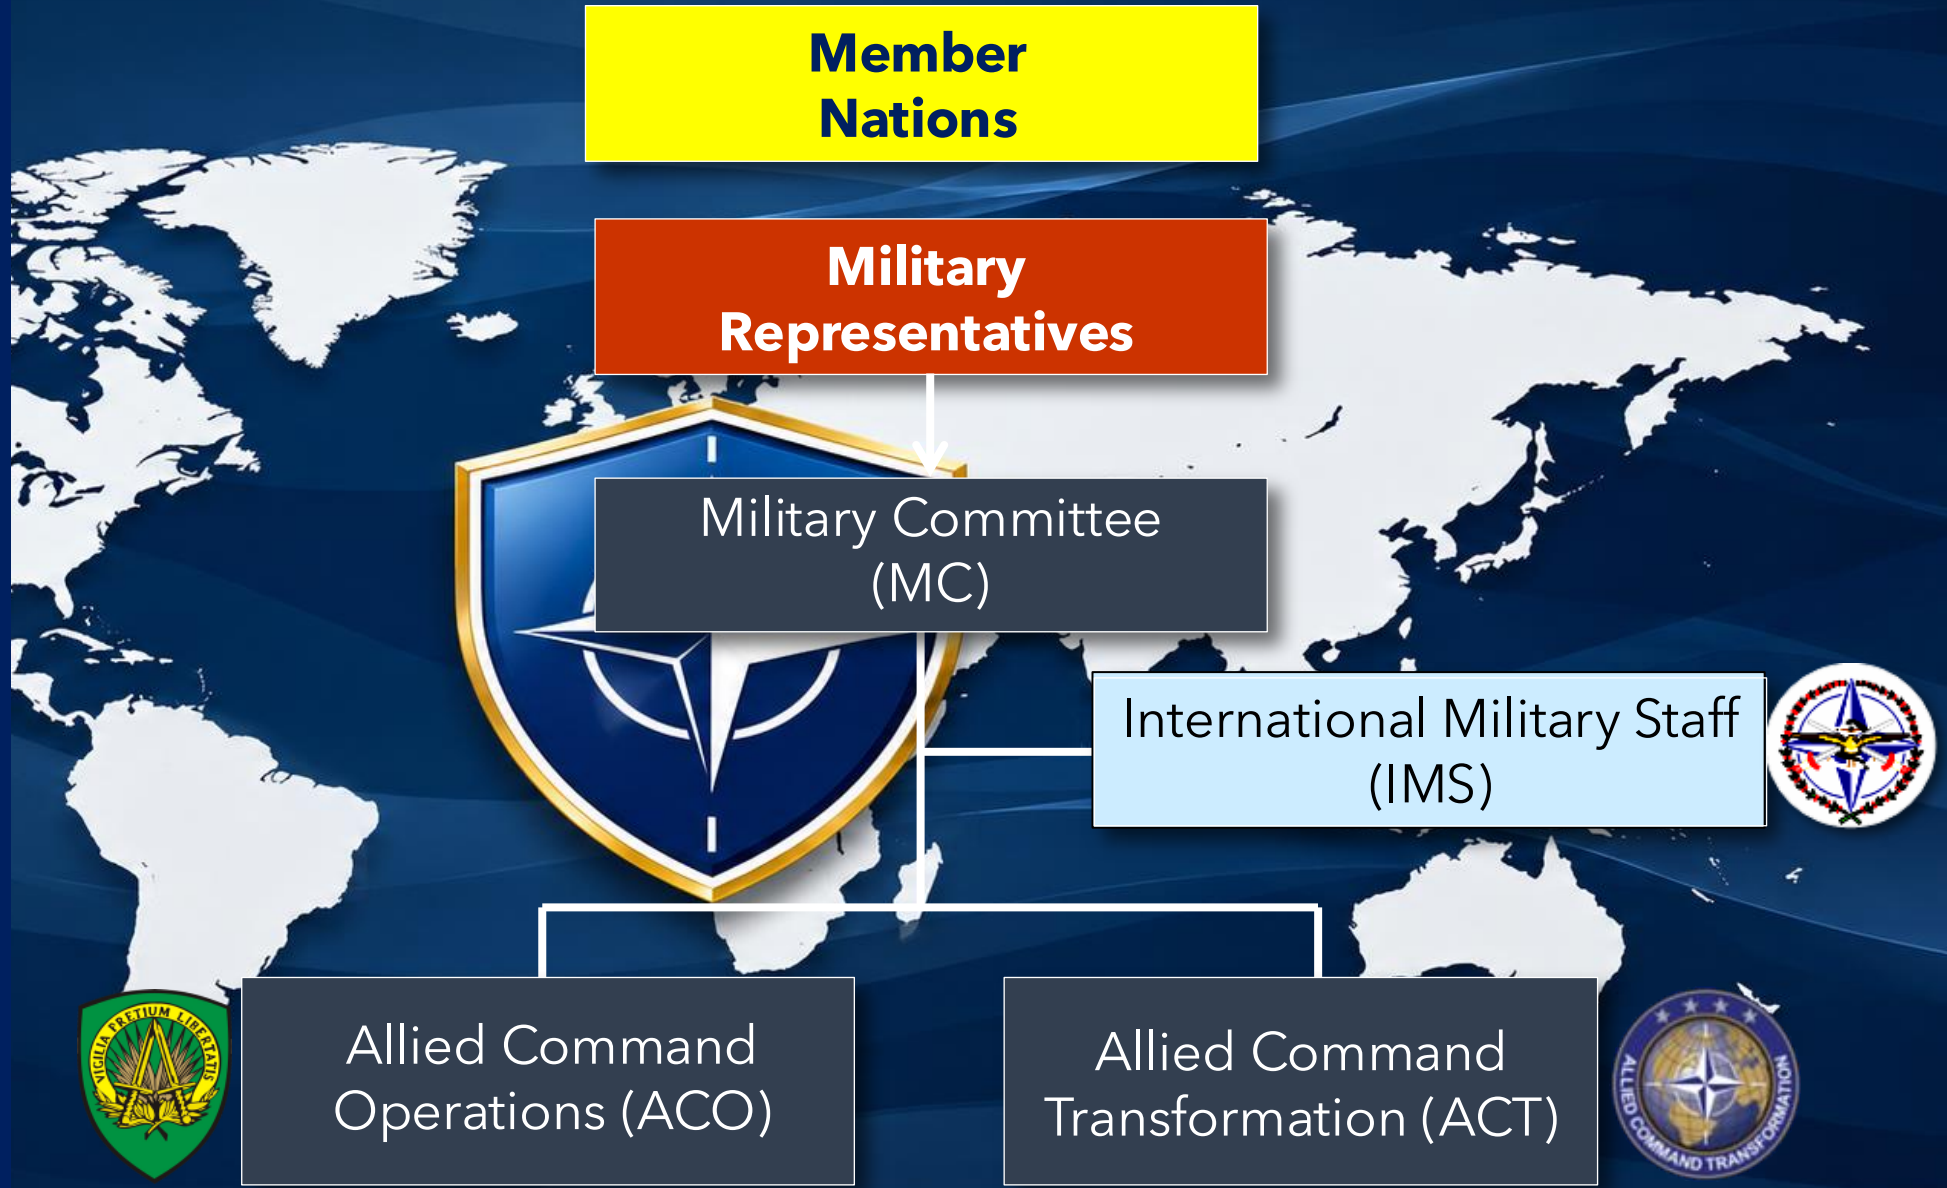 Member
Nations
Military
Representatives
Military Committee
(MC)
International Military Staff
(IMS)
Allied Command
Operations (ACO)
Allied Command
Transformation (ACT)
VIGILIA PRETIUM LIBERTATIS
ALLIED COMMAND TRANSFORMATION